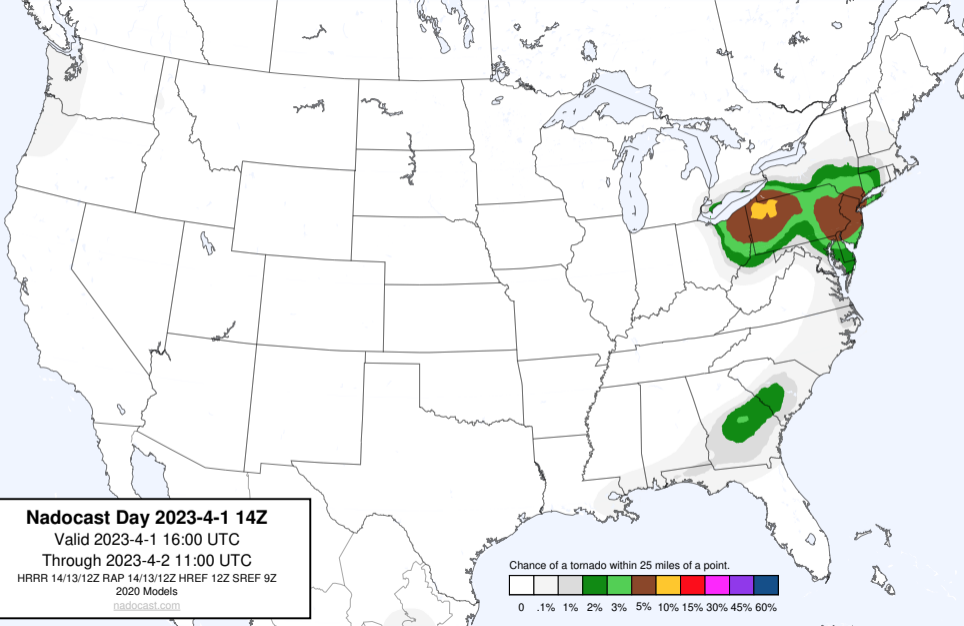 Nadocast Day 2023-4-1 14Z
Valid 2023-4-1 16:00 UTC
Through 2023-4-2 11:00 UTC
HRRR 14/13/12Z RAP 14/13/12Z HREF 12Z SREF 9Z
2020 Models
nadocast.com
Chance of a tornado within 25 miles of a point.
0 .1% 1% 2% 3% 5% 10% 15% 30% 45% 60%